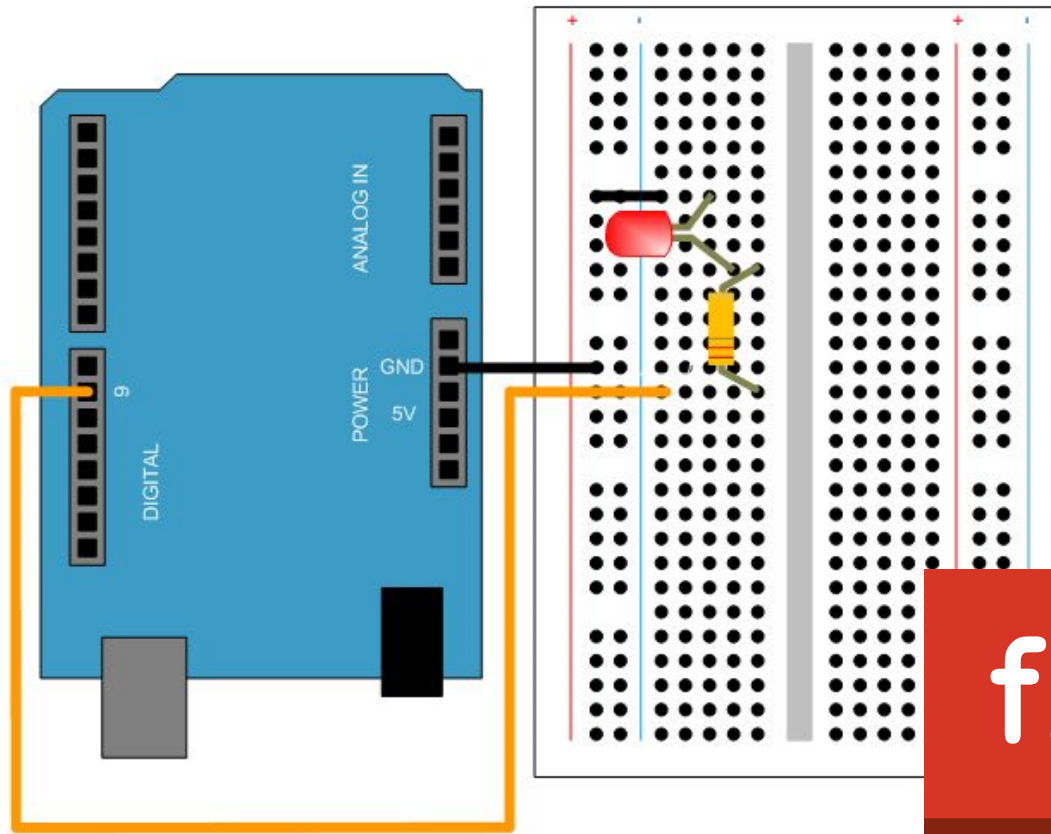 + - + -
ANALOG IN
GND
POWER
5V
9
DIGITAL
f